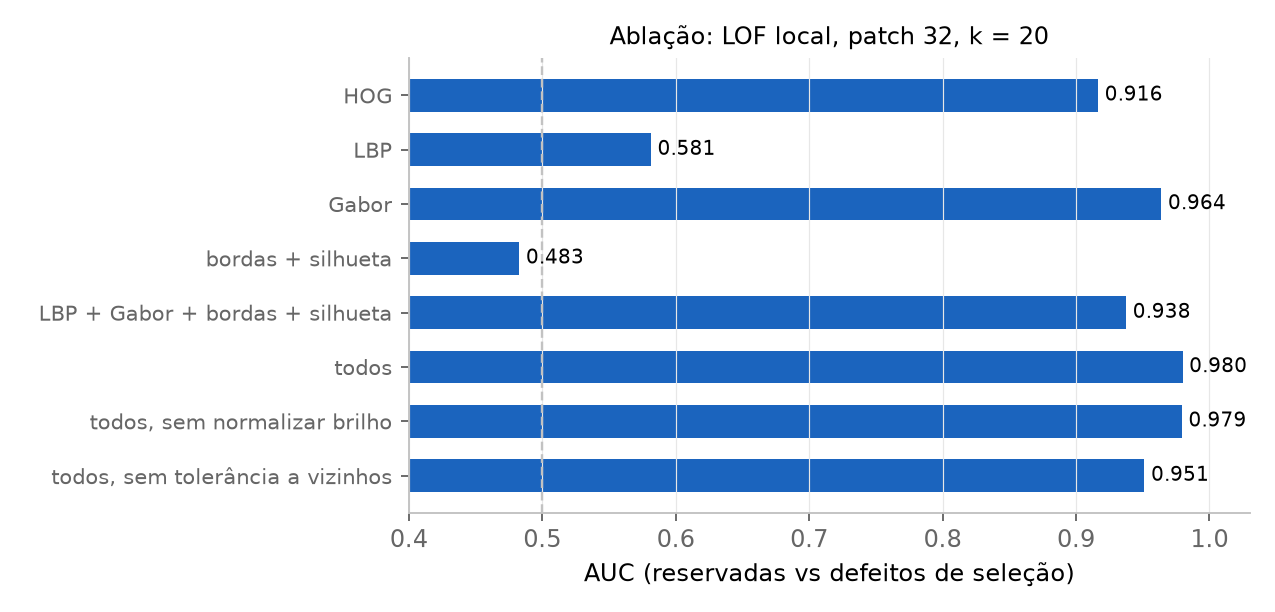 Ablação: LOF local, patch 32, k = 20
HOG 0.916
LBP 0.581
Gabor 0.964
bordas + silhueta 0.483
LBP + Gabor + bordas + silhueta 0.938
todos 0.980
todos, sem normalizar brilho 0.979
todos, sem tolerância a vizinhos 0.951
0.4 0.5 0.6 0.7 0.8 0.9 1.0
AUC (reservadas vs defeitos de seleção)